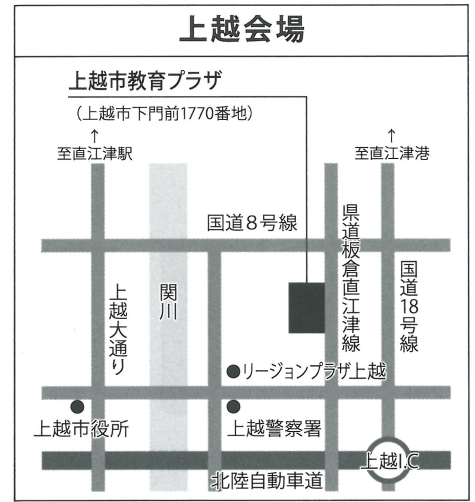 上越会場
上越市教育プラザ
（上越市下門前1770番地）
↑
至直江津駅
↑
至直江津港
国道8号線
県道板倉直江津線
国道18号線
上越大通り
関川
●リージョンプラザ上越
上越市役所
上越警察署
上越I.C
北陸自動車道